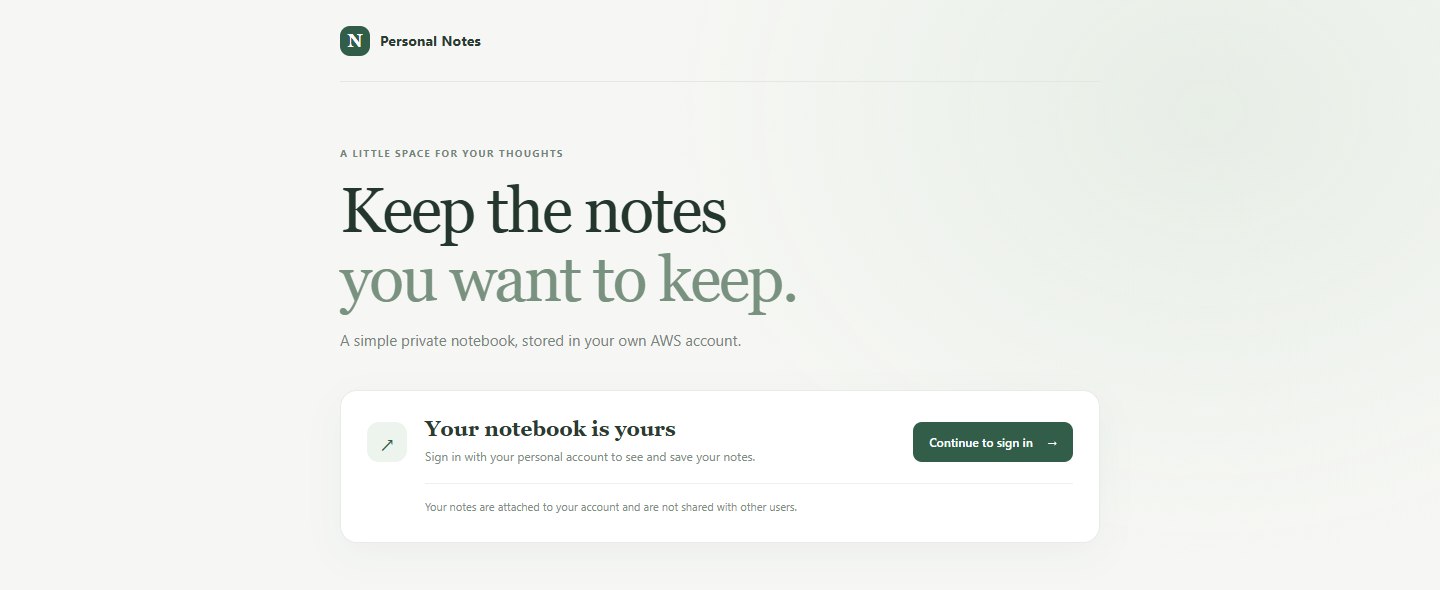 N Personal Notes
A LITTLE SPACE FOR YOUR THOUGHTS
Keep the notes
you want to keep.
A simple private notebook, stored in your own AWS account.
↗
Your notebook is yours
Sign in with your personal account to see and save your notes.
Continue to sign in →
Your notes are attached to your account and are not shared with other users.